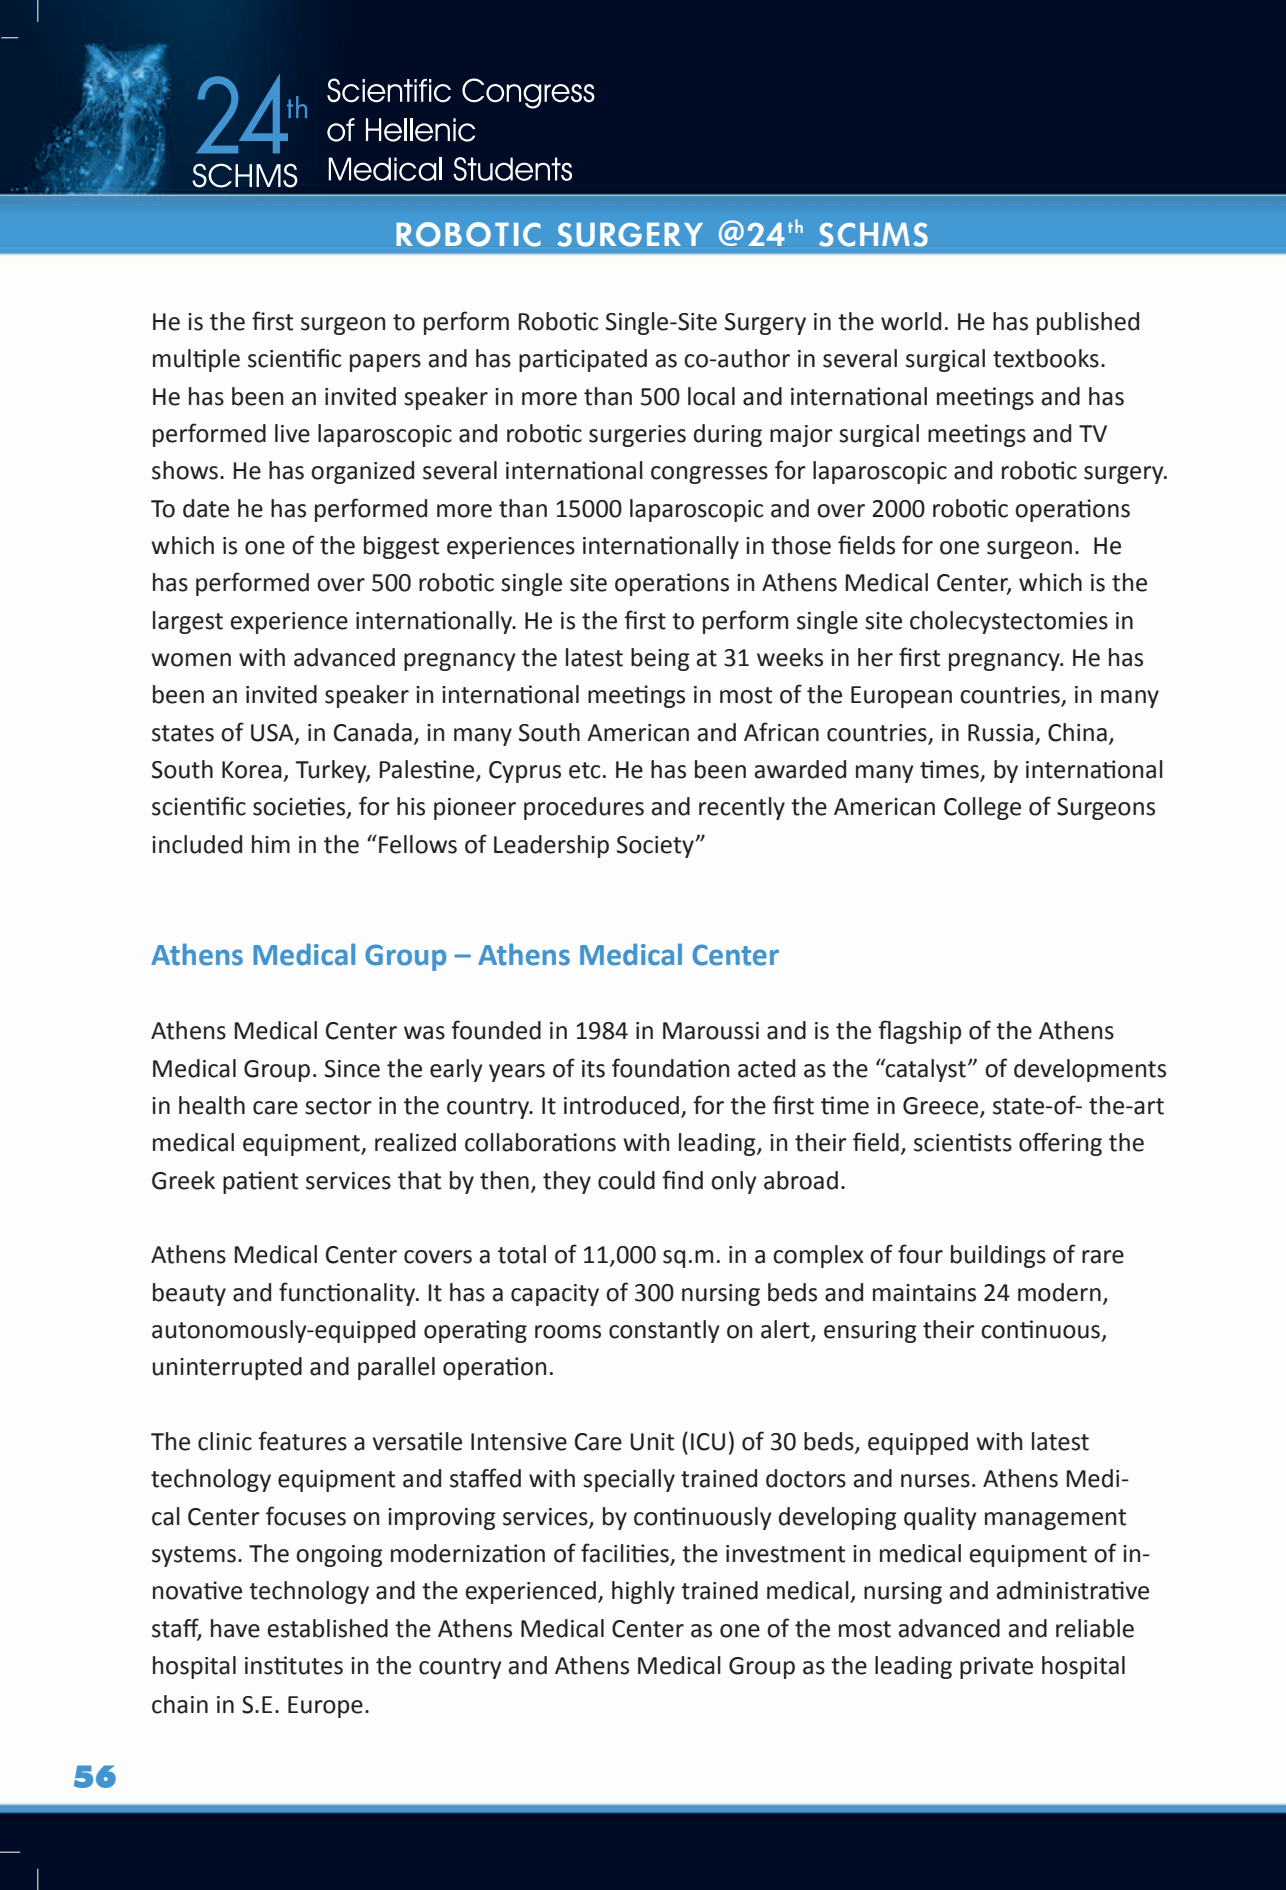 24th
SCHMS
Scientific Congress
of Hellenic
Medical Students
ROBOTIC SURGERY @24th SCHMS
He is the first surgeon to perform Robotic Single-Site Surgery in the world. He has published
multiple scientific papers and has participated as co-author in several surgical textbooks.
He has been an invited speaker in more than 500 local and international meetings and has
performed live laparoscopic and robotic surgeries during major surgical meetings and TV
shows. He has organized several international congresses for laparoscopic and robotic surgery.
To date he has performed more than 15000 laparoscopic and over 2000 robotic operations
which is one of the biggest experiences internationally in those fields for one surgeon.  He
has performed over 500 robotic single site operations in Athens Medical Center, which is the
largest experience internationally. He is the first to perform single site cholecystectomies in
women with advanced pregnancy the latest being at 31 weeks in her first pregnancy. He has
been an invited speaker in international meetings in most of the European countries, in many
states of USA, in Canada, in many South American and African countries, in Russia, China,
South Korea, Turkey, Palestine, Cyprus etc. He has been awarded many times, by international
scientific societies, for his pioneer procedures and recently the American College of Surgeons
included him in the “Fellows of Leadership Society”
Athens Medical Group – Athens Medical Center
Athens Medical Center was founded in 1984 in Maroussi and is the flagship of the Athens
Medical Group. Since the early years of its foundation acted as the “catalyst” of developments
in health care sector in the country. It introduced, for the first time in Greece, state-of- the-art
medical equipment, realized collaborations with leading, in their field, scientists offering the
Greek patient services that by then, they could find only abroad.
Athens Medical Center covers a total of 11,000 sq.m. in a complex of four buildings of rare
beauty and functionality. It has a capacity of 300 nursing beds and maintains 24 modern,
autonomously-equipped operating rooms constantly on alert, ensuring their continuous,
uninterrupted and parallel operation.
The clinic features a versatile Intensive Care Unit (ICU) of 30 beds, equipped with latest
technology equipment and staffed with specially trained doctors and nurses. Athens Medi-
cal Center focuses on improving services, by continuously developing quality management
systems. The ongoing modernization of facilities, the investment in medical equipment of in-
novative technology and the experienced, highly trained medical, nursing and administrative
staff, have established the Athens Medical Center as one of the most advanced and reliable
hospital institutes in the country and Athens Medical Group as the leading private hospital
chain in S.E. Europe.
56